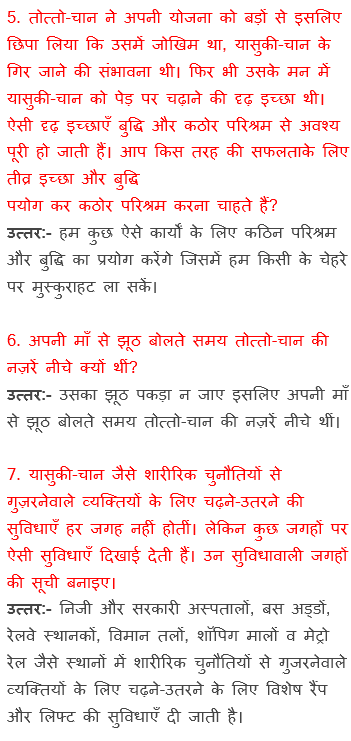 5. तोत्तो-चान ने अपनी योजना को बड़ों से इसलिए
छिपा लिया कि उसमें जोखिम था, यासुकी-चान के
गिर जाने की संभावना थी। फिर भी उसके मन में
यासुकी-चान को पेड़ पर चढ़ाने की दृढ़ इच्छा थी।
ऐसी दृढ़ इच्छाएँ बुद्धि और कठोर परिश्रम से अवश्य
पूरी हो जाती हैं। आप किस तरह की सफलताके लिए
तीव्र इच्छा और बुद्धि
पयोग कर कठोर परिश्रम करना चाहते हैं?
उत्तर:- हम कुछ ऐसे कार्यों के लिए कठिन परिश्रम
और बुद्धि का प्रयोग करेंगे जिसमें हम किसी के चेहरे
पर मुस्कुराहट ला सकें।
6. अपनी माँ से झूठ बोलते समय तोत्तो-चान की
नज़रें नीचे क्यों थीं?
उत्तर:- उसका झूठ पकड़ा न जाए इसलिए अपनी माँ
से झूठ बोलते समय तोत्तो-चान की नज़रें नीचे थीं।
7. यासुकी-चान जैसे शारीरिक चुनौतियों से
गुज़रनेवाले व्यक्तियों के लिए चढ़ने-उतरने की
सुविधाएँ हर जगह नहीं होतीं। लेकिन कुछ जगहों पर
ऐसी सुविधाएँ दिखाई देती हैं। उन सुविधावाली जगहों
की सूची बनाइए।
उत्तर:- निजी और सरकारी अस्पतालों, बस अड्डों,
रेलवे स्थानकों, विमान तलों, शॉपिग मालों व मेट्रो
रेल जैसे स्थानों में शारीरिक चुनौतियों से गुजरनेवाले
व्यक्तियों के लिए चढ़ने-उतरने के लिए विशेष रैंप
और लिफ्ट की सुविधाएँ दी जाती है।